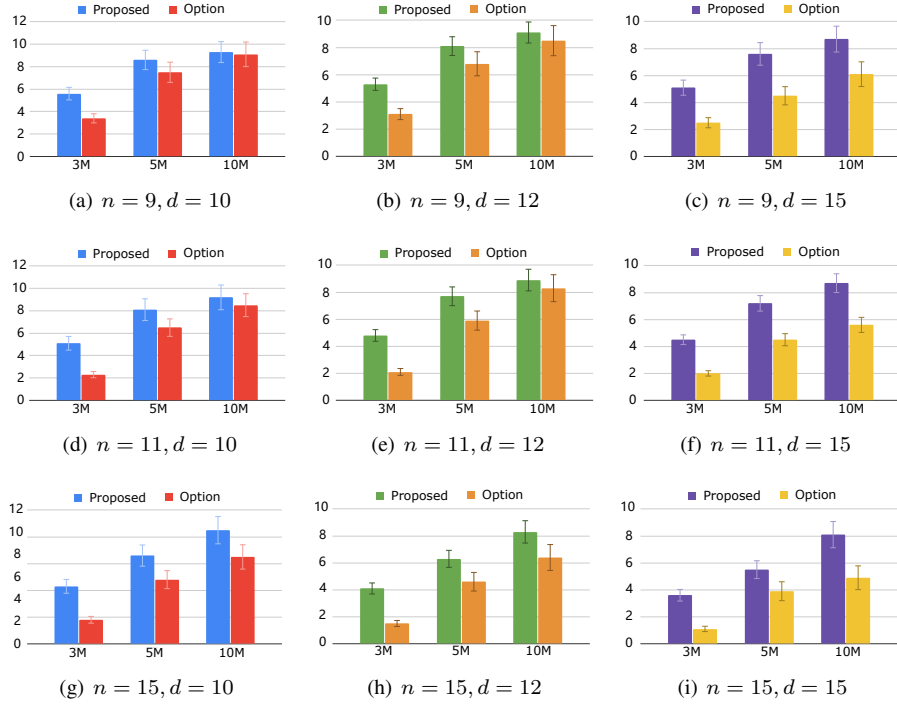 Proposed Option
12
10
8
6
4
2
0
3M 5M 10M
(a) n = 9, d = 10
Proposed Option
10
8
6
4
2
0
3M 5M 10M
(b) n = 9, d = 12
Proposed Option
10
8
6
4
2
0
3M 5M 10M
(c) n = 9, d = 15
Proposed Option
12
10
8
6
4
2
0
3M 5M 10M
(d) n = 11, d = 10
Proposed Option
10
8
6
4
2
0
3M 5M 10M
(e) n = 11, d = 12
Proposed Option
10
8
6
4
2
0
3M 5M 10M
(f) n = 11, d = 15
Proposed Option
12
10
8
6
4
2
0
3M 5M 10M
(g) n = 15, d = 10
Proposed Option
8
6
4
2
0
3M 5M 10M
(h) n = 15, d = 12
Proposed Option
8
6
4
2
0
3M 5M 10M
(i) n = 15, d = 15